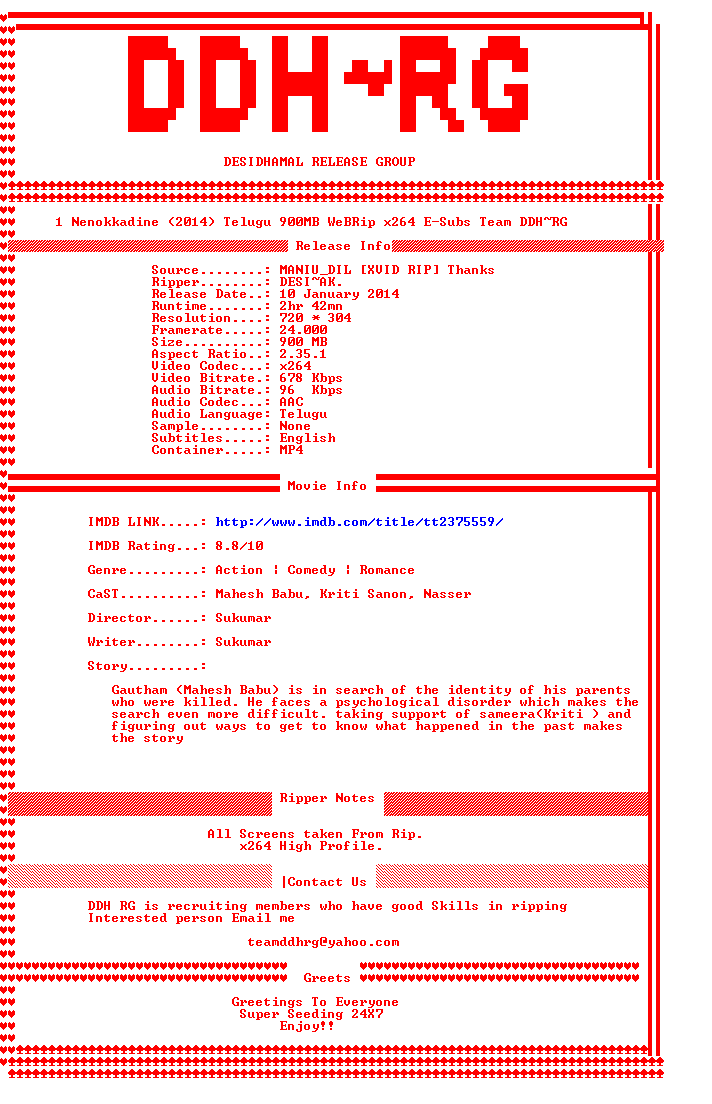 DDH~RG
DESIDHAMAL RELEASE GROUP
1 Nenokkadine (2014) Telugu 900MB WeBRip x264 E-Subs Team DDH~RG
Release Info
Source........: MANIU_DIL [XVID RIP] Thanks
Ripper........: DESI~AK.
Release Date..: 10 January 2014
Runtime.......: 2hr 42mn
Resolution....: 720 * 304
Framerate.....: 24.000
Size..........: 900 MB
Aspect Ratio..: 2.35.1
Video Codec...: x264
Video Bitrate.: 678 Kbps
Audio Bitrate.: 96  Kbps
Audio Codec...: AAC
Audio Language: Telugu
Sample........: None
Subtitles.....: English
Container.....: MP4
Movie Info
IMDB LINK.....: http://www.imdb.com/title/tt2375559/
IMDB Rating...: 8.8/10
Genre.........: Action | Comedy | Romance
CaST..........: Mahesh Babu, Kriti Sanon, Nasser
Director......: Sukumar
Writer........: Sukumar
Story.........:
Gautham (Mahesh Babu) is in search of the identity of his parents
who were killed. He faces a psychological disorder which makes the
search even more difficult. taking support of sameera(Kriti ) and
figuring out ways to get to know what happened in the past makes
the story
Ripper Notes
All Screens taken From Rip.
x264 High Profile.
|Contact Us
DDH RG is recruiting members who have good Skills in ripping
Interested person Email me
teamddhrg@yahoo.com
Greets
Greetings To Everyone
Super Seeding 24X7
Enjoy!!